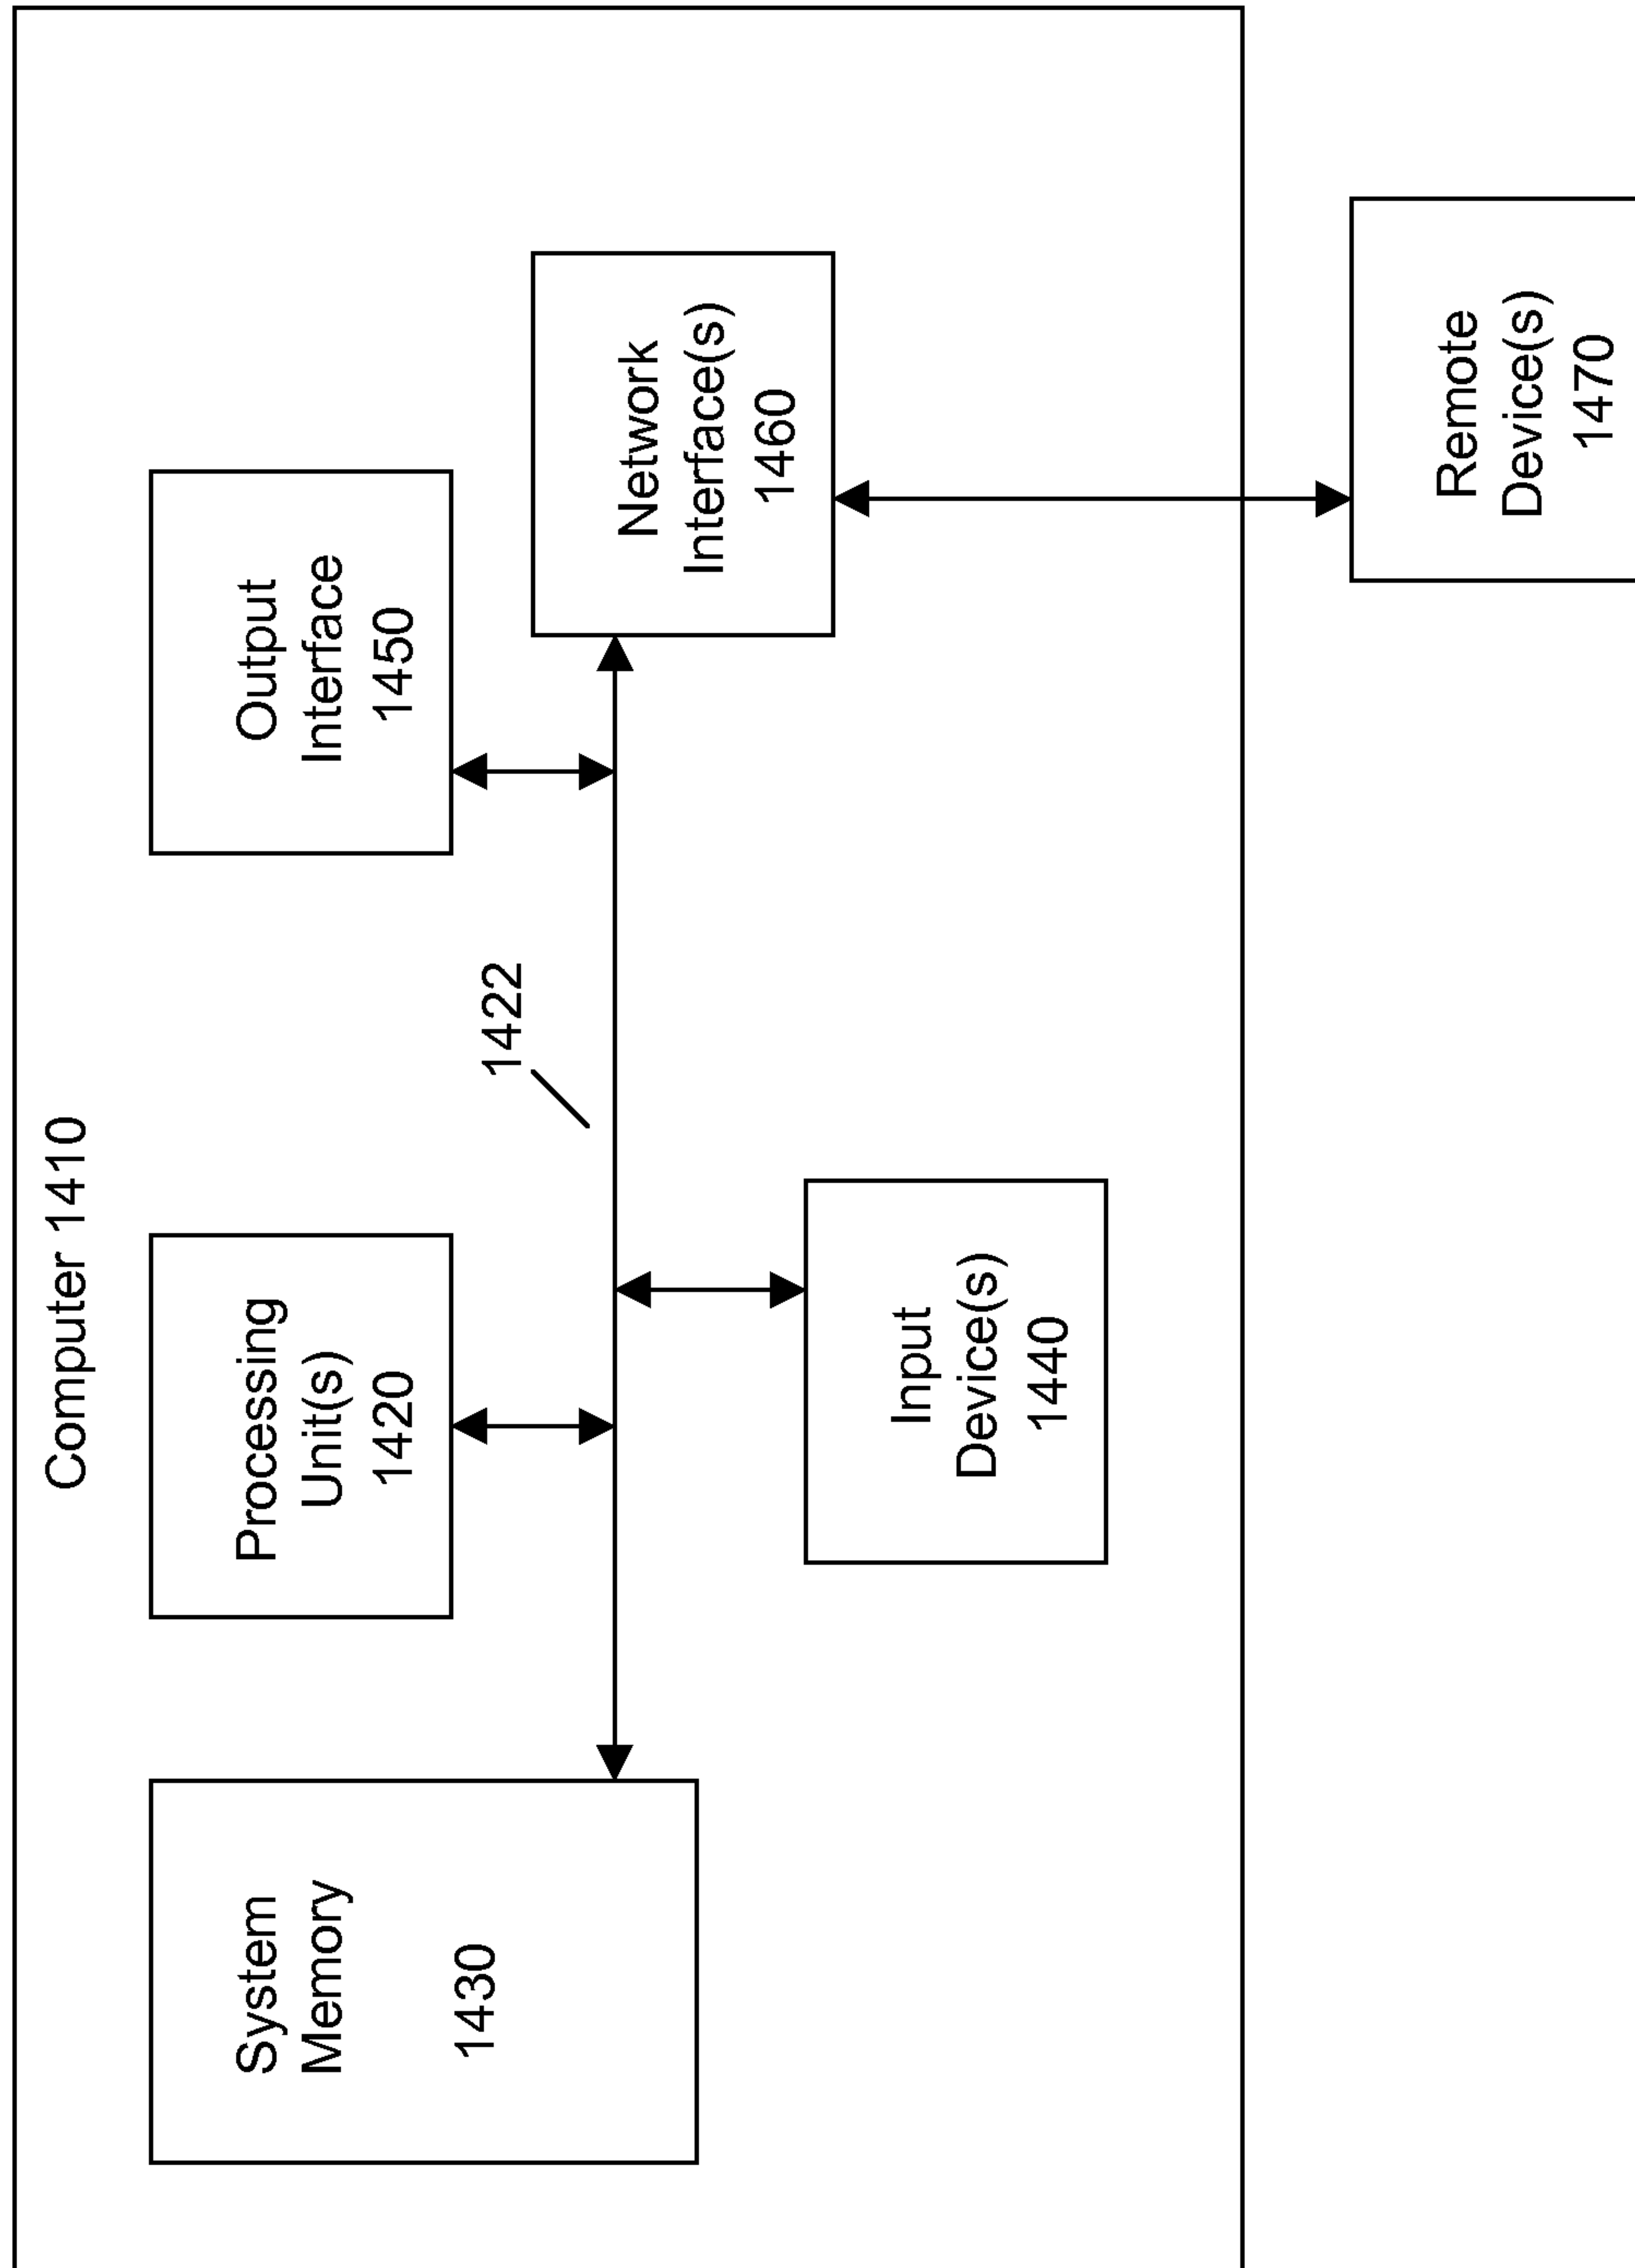 Computer 1410
System
Memory
1430
Processing
Unit(s)
1420
Output
Interface
1450
1422
Network
Interface(s)
1460
Input
Device(s)
1440
Remote
Device(s)
1470